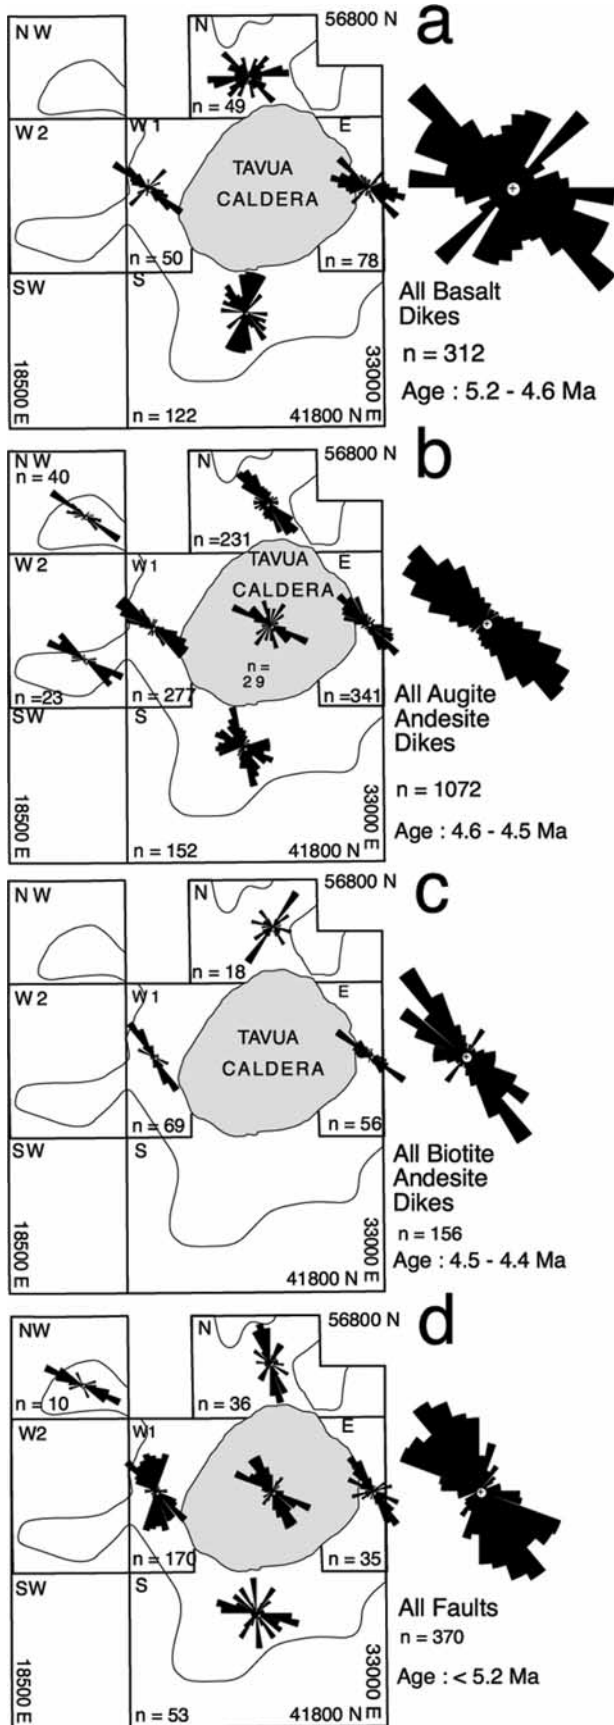 a
56800 N
N W
N
n = 49
W 2
W 1
E
TAVUA
CALDERA
n = 50
n = 78
SW
S
18500 E
33000 E
n = 122
41800 N
All Basalt
Dikes
n = 312
Age : 5.2 - 4.6 Ma
b
56800 N
N W
n = 40
N
n =231
W 2
W 1
E
TAVUA
CALDERA
n =
2 9
n =23
n = 277
n =341
SW
S
18500 E
33000 E
n = 152
41800 N
All Augite
Andesite
Dikes
n = 1072
Age : 4.6 - 4.5 Ma
c
56800 N
N W
N
n = 18
W 2
W 1
E
TAVUA
CALDERA
n = 69
n = 56
SW
S
18500 E
33000 E
41800 N
All Biotite
Andesite
Dikes
n = 156
Age : 4.5 - 4.4 Ma
d
56800 N
NW
N
n = 10
n = 36
W2
W1
E
n = 170
n = 35
SW
S
18500 E
33000 E
n = 53
41800 N
All Faults
n = 370
Age : < 5.2 Ma